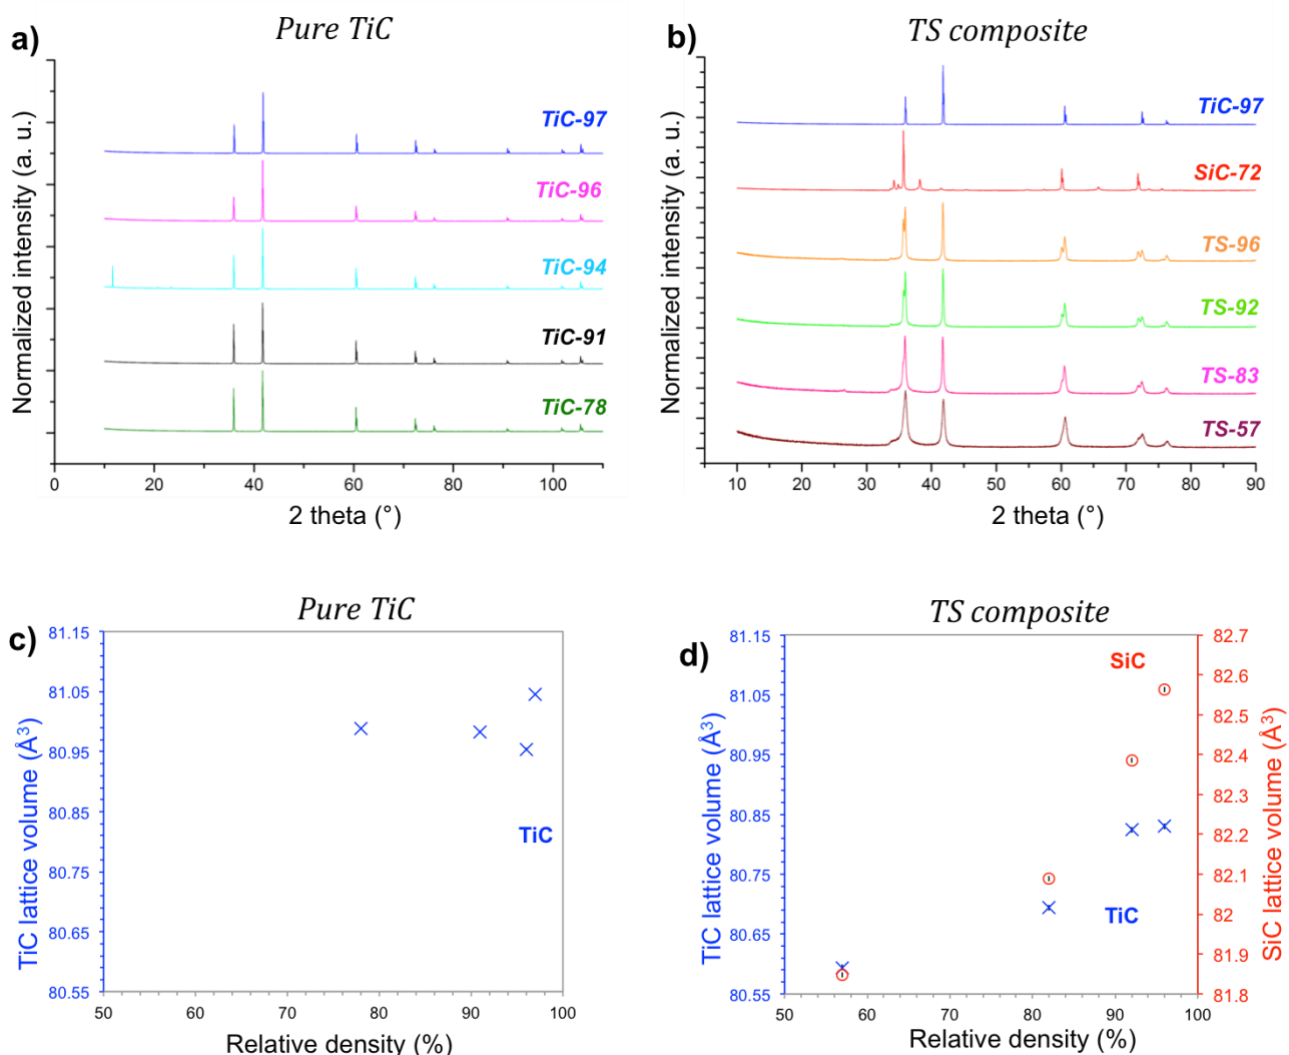 a)
Pure TiC
Normalized intensity (a. u.)
TiC-97
TiC-96
TiC-94
TiC-91
TiC-78
0 20 40 60 80 100
2 theta (°)
b)
TS composite
Normalized intensity (a. u.)
TiC-97
SiC-72
TS-96
TS-92
TS-83
TS-57
10 20 30 40 50 60 70 80 90
2 theta (°)
c)
Pure TiC
TiC lattice volume (Å³)
81.15
81.05
80.95
80.85
80.75
80.65
80.55
TiC
50 60 70 80 90 100
Relative density (%)
d)
TS composite
TiC lattice volume (Å³)
81.15
81.05
80.95
80.85
80.75
80.65
80.55
SiC
TiC
82.7
82.6
82.5
82.4
82.3
82.2
82.1
82
81.9
81.8
SiC lattice volume (Å³)
50 60 70 80 90 100
Relative density (%)